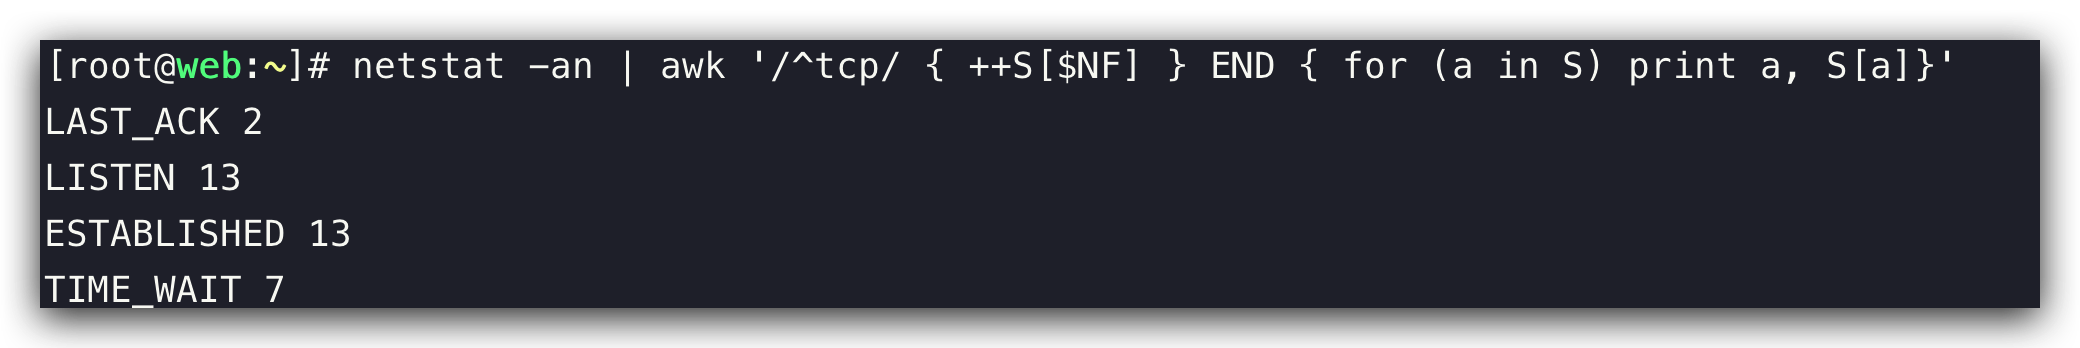 [root@web:~]# netstat -an | awk '/^tcp/ { ++S[$NF] } END { for (a in S) print a, S[a]}'
LAST_ACK 2
LISTEN 13
ESTABLISHED 13
TIME_WAIT 7